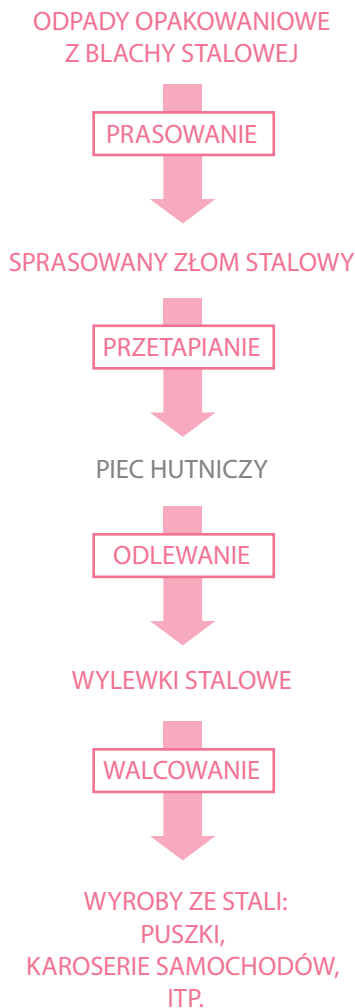 ODPADY OPAKOWANIOWE
Z BLACHY STALOWEJ
PRASOWANIE
SPRASOWANY ZŁOM STALOWY
PRZETAPIANIE
PIEC HUTNICZY
ODLEWANIE
WYLEWKI STALOWE
WALCOWANIE
WYROBY ZE STALI:
PUSZKI,
KAROSERIE SAMOCHODÓW,
ITP.